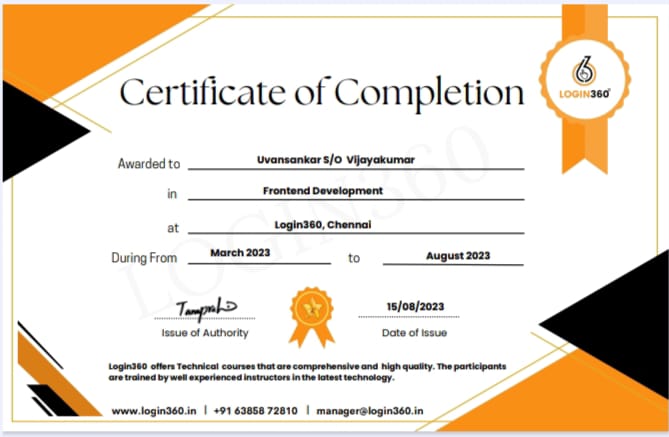 Certificate of Completion
LOGIN360
Awarded to Uvansankar S/O Vijayakumar
in Frontend Development
at Login360, Chennai
During From March 2023 to August 2023
LOGIN360
15/08/2023
Issue of Authority Date of Issue
Login360 offers Technical courses that are comprehensive and high quality. The participants
are trained by well experienced instructors in the latest technology.
www.login360.in | +91 63858 72810 | manager@login360.in